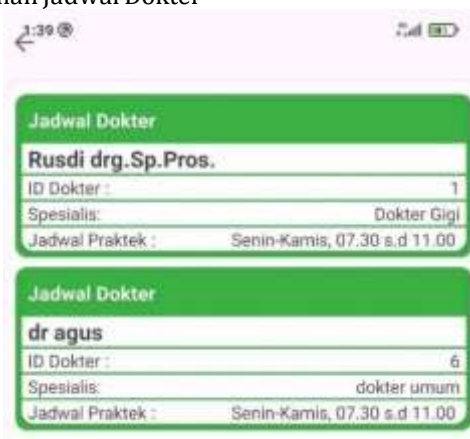 Jadwal Dokter
1:39
Jadwal Dokter
Rusdi drg.Sp.Pros.
ID Dokter : 1
Spesialis: Dokter Gigi
Jadwal Praktek : Senin-Kamis, 07.30 s.d 11.00
Jadwal Dokter
dr agus
ID Dokter : 6
Spesialis: dokter umum
Jadwal Praktek : Senin-Kamis, 07.30 s.d 11.00